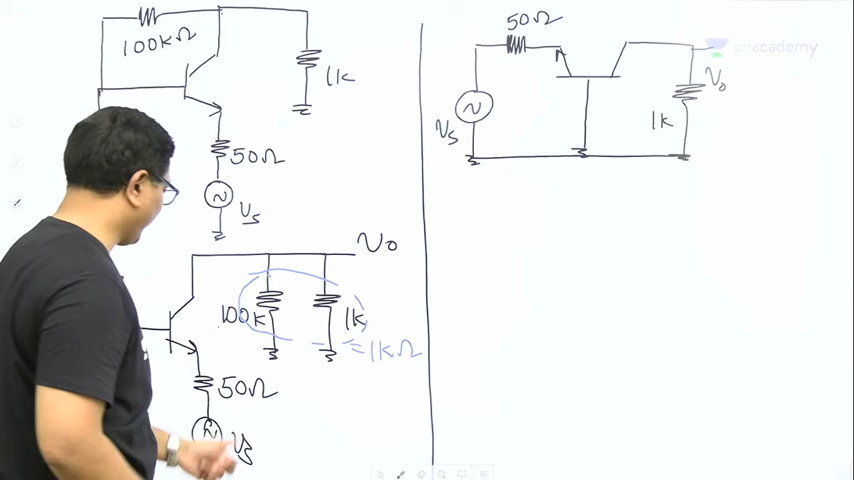 100KΩ
1K
50Ω
Vs
Vo
100K
1K
≈1KΩ
50Ω
Vs
50Ω
unacademy
Vo
1K
Vs